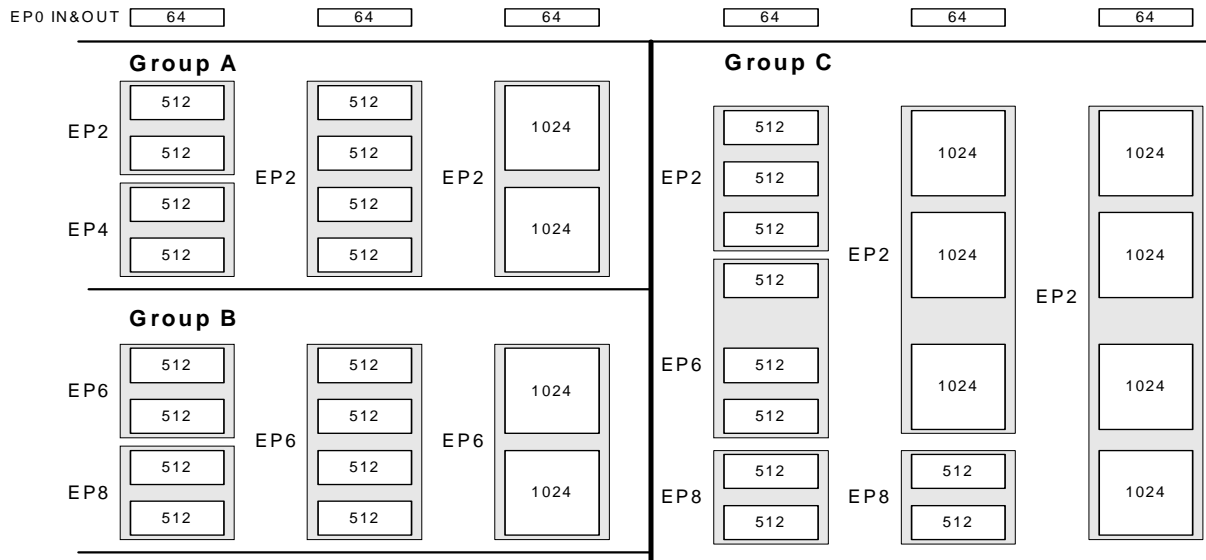 EP0 IN&OUT 64 64 64 64 64 64
Group A
EP2 512 512
EP4 512 512
EP2 512 512 512 512
EP2 1024 1024
Group B
EP6 512 512
EP8 512 512
EP6 512 512 512 512
EP6 1024 1024
Group C
EP2 512 512 512
EP6 512 512 512
EP8 512 512
EP2 1024 1024 1024
EP8 512 512
EP2 1024 1024 1024 1024